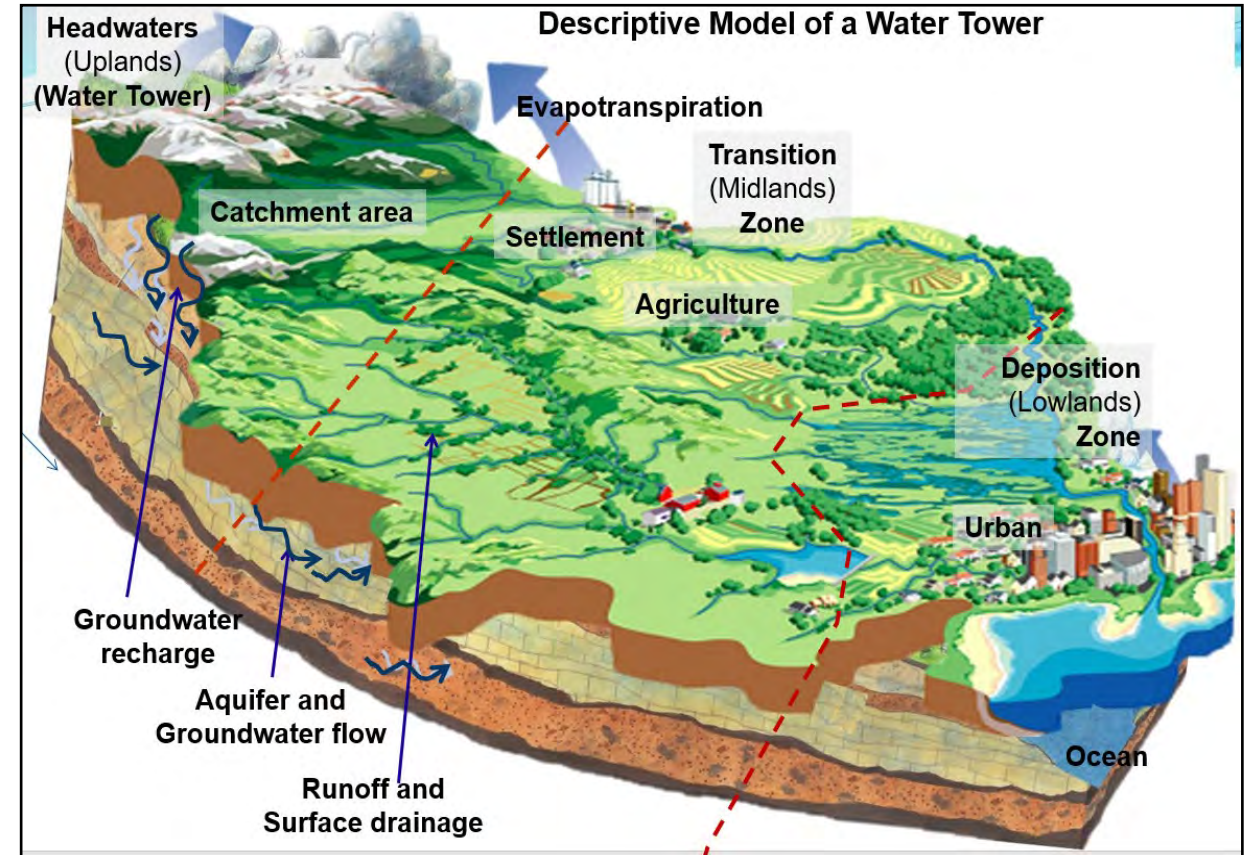 Descriptive Model of a Water Tower
Headwaters
(Uplands)
(Water Tower)
Evapotranspiration
Transition
(Midlands)
Zone
Catchment area
Settlement
Agriculture
Deposition
(Lowlands)
Zone
Urban
Groundwater
recharge
Aquifer and
Groundwater flow
Runoff and
Surface drainage
Ocean